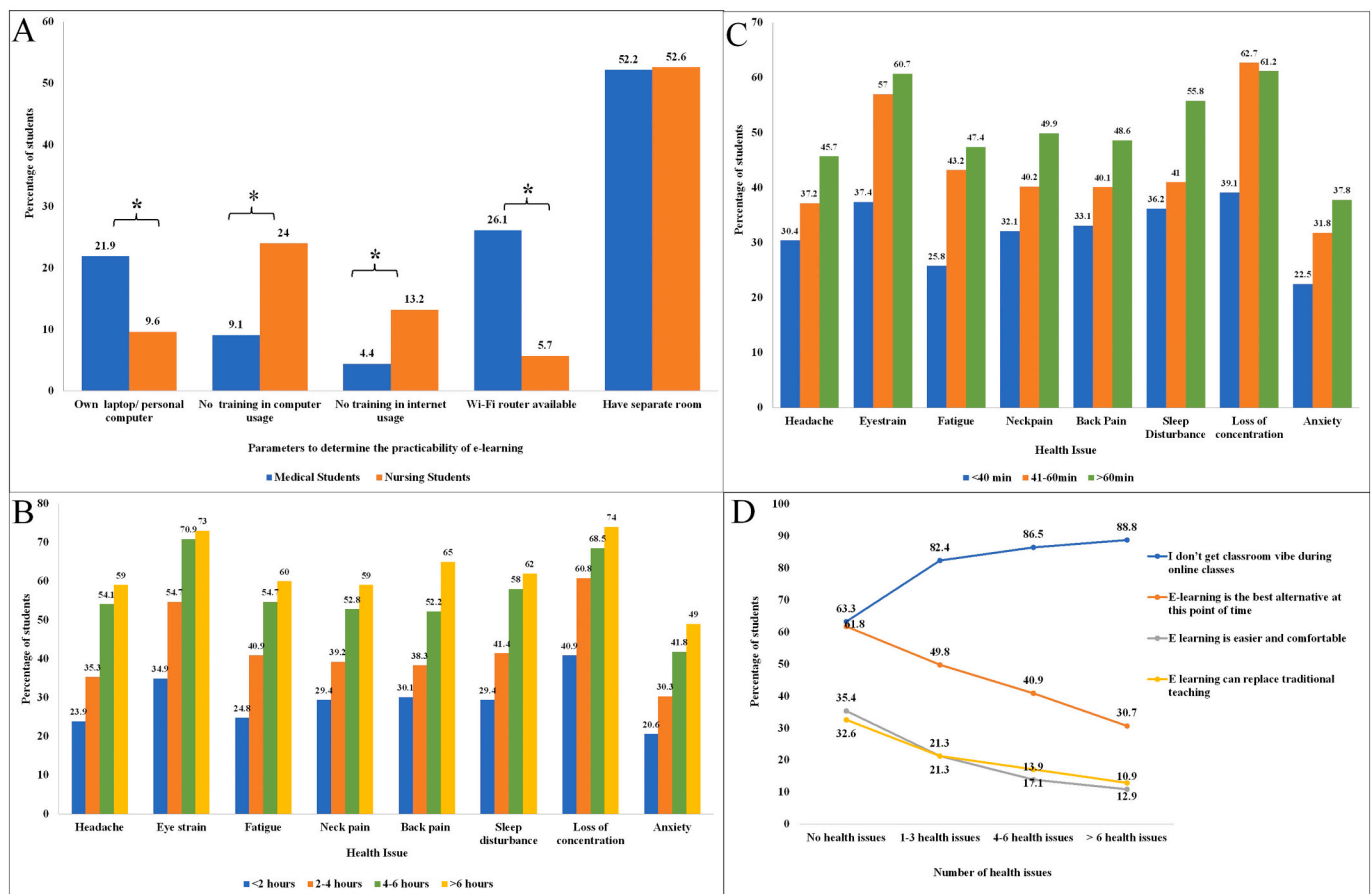 A
60
50
40
30
20
10
0
Percentage of students
21.9
9.6
*
9.1
24
*
4.4
13.2
*
26.1
5.7
*
52.2
52.6
Own laptop/ personal
computer
No training in computer
usage
No training in internet
usage
Wi-Fi router available
Have separate room
Parameters to determine the practicability of e-learning
Medical Students
Nursing Students
B
80
70
60
50
40
30
20
10
0
Percentage of students
23.9
35.3
54.1
59
34.9
54.7
70.9
73
24.8
40.9
54.7
60
29.4
39.2
52.8
59
30.1
38.3
52.2
65
29.4
41.4
58
62
40.9
60.8
68.5
74
20.6
30.3
41.8
49
Headache
Eye strain
Fatigue
Neck pain
Back pain
Sleep
disturbance
Loss of
concentration
Anxiety
Health Issue
<2 hours
2-4 hours
4-6 hours
>6 hours
C
70
60
50
40
30
20
10
0
Percentage of students
30.4
37.2
45.7
37.4
57
60.7
25.8
43.2
47.4
32.1
40.2
49.9
33.1
40.1
48.6
36.2
41
55.8
39.1
62.7
61.2
22.5
31.8
37.8
Headache
Eyestrain
Fatigue
Neckpain
Back Pain
Sleep
Disturbance
Loss of
concentration
Anxiety
Health Issue
<40 min
41-60min
>60min
D
100
90
80
70
60
50
40
30
20
10
0
Percentage of students
63.3
82.4
86.5
88.8
61.8
49.8
40.9
30.7
35.4
21.3
13.9
10.9
32.6
21.3
17.1
12.9
No health issues
1-3 health issues
4-6 health issues
> 6 health issues
Number of health issues
I don't get classroom vibe during
online classes
E-learning is the best alternative at
this point of time
E learning is easier and comfortable
E learning can replace traditional
teaching